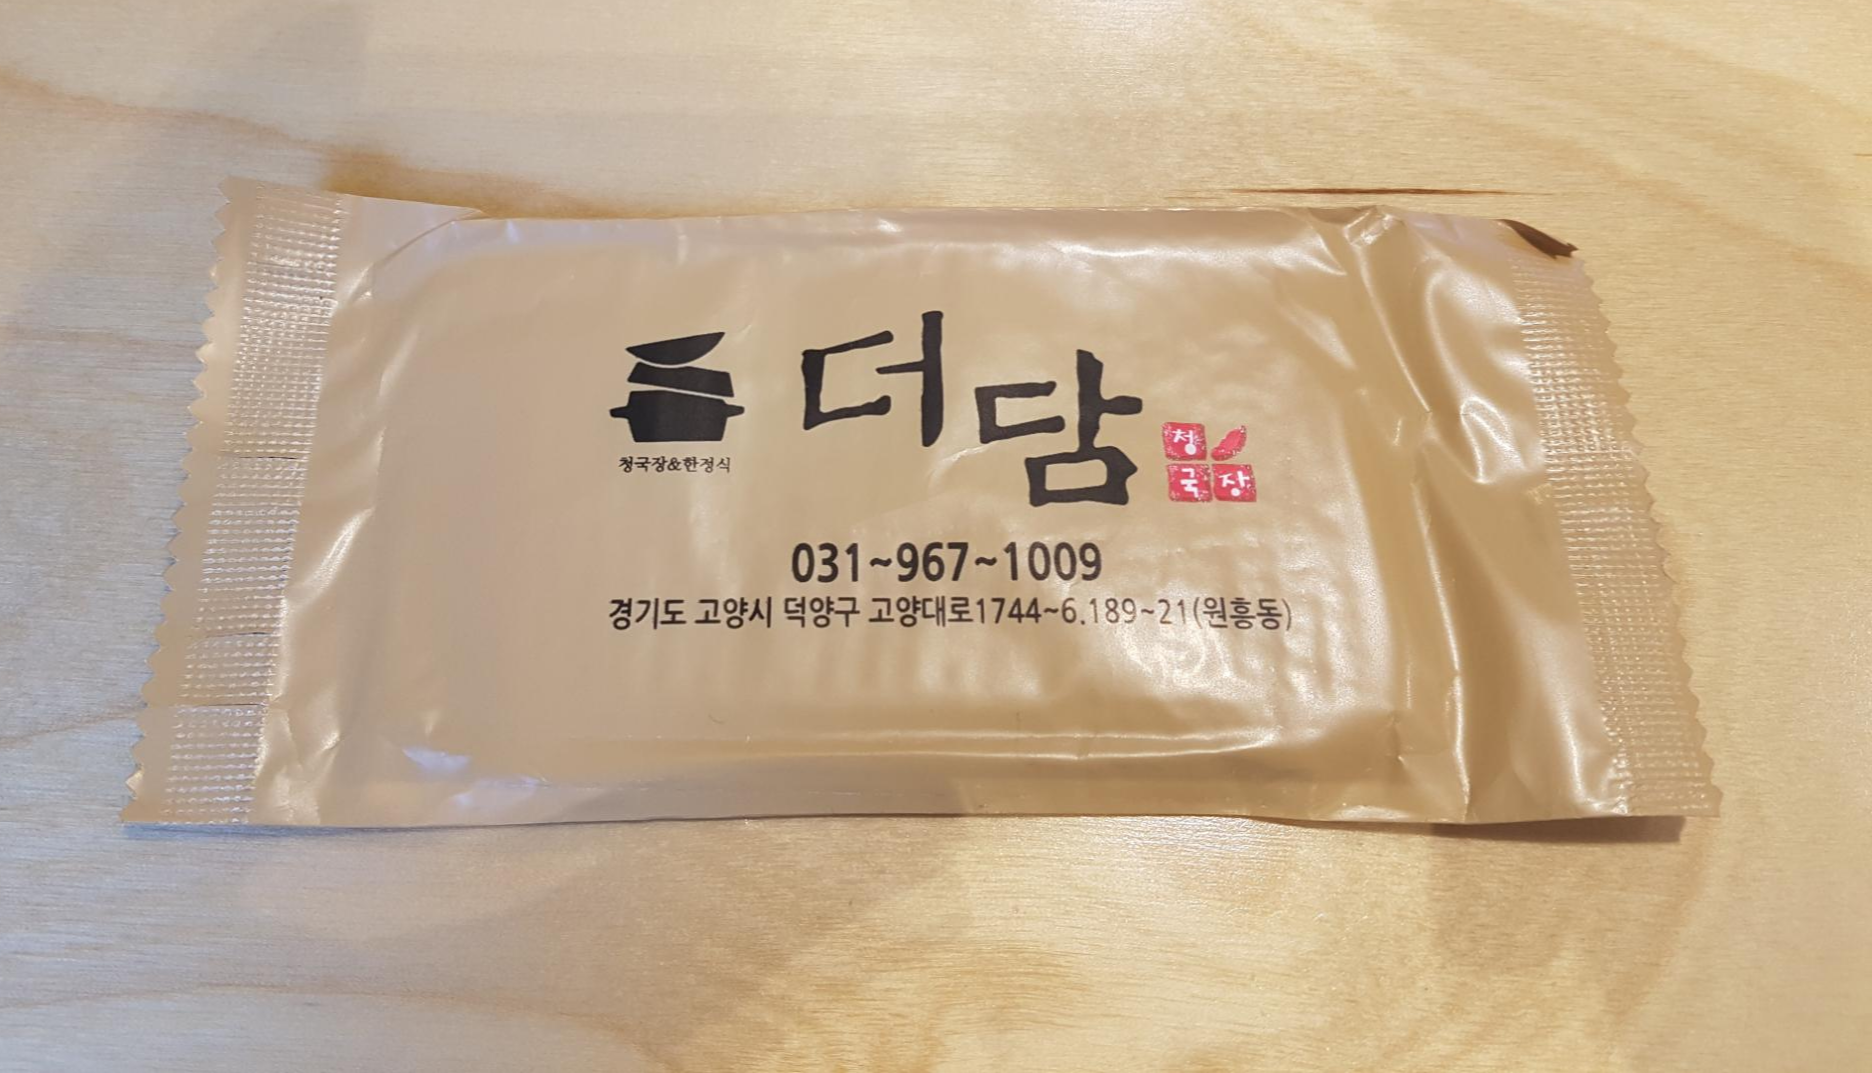 더담
청국장
청국장&한정식
031~967~1009
경기도 고양시 덕양구 고양대로1744~6.189~21(원흥동)